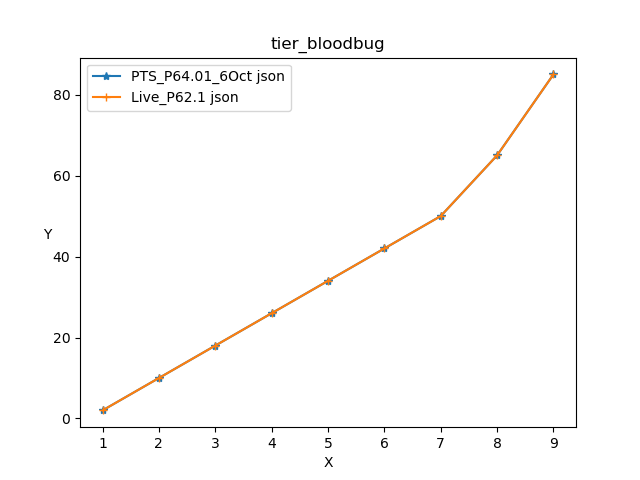 tier_bloodbug
PTS_P64.01_6Oct json
Live_P62.1 json
80
60
40
20
0
Y
1 2 3 4 5 6 7 8 9
X